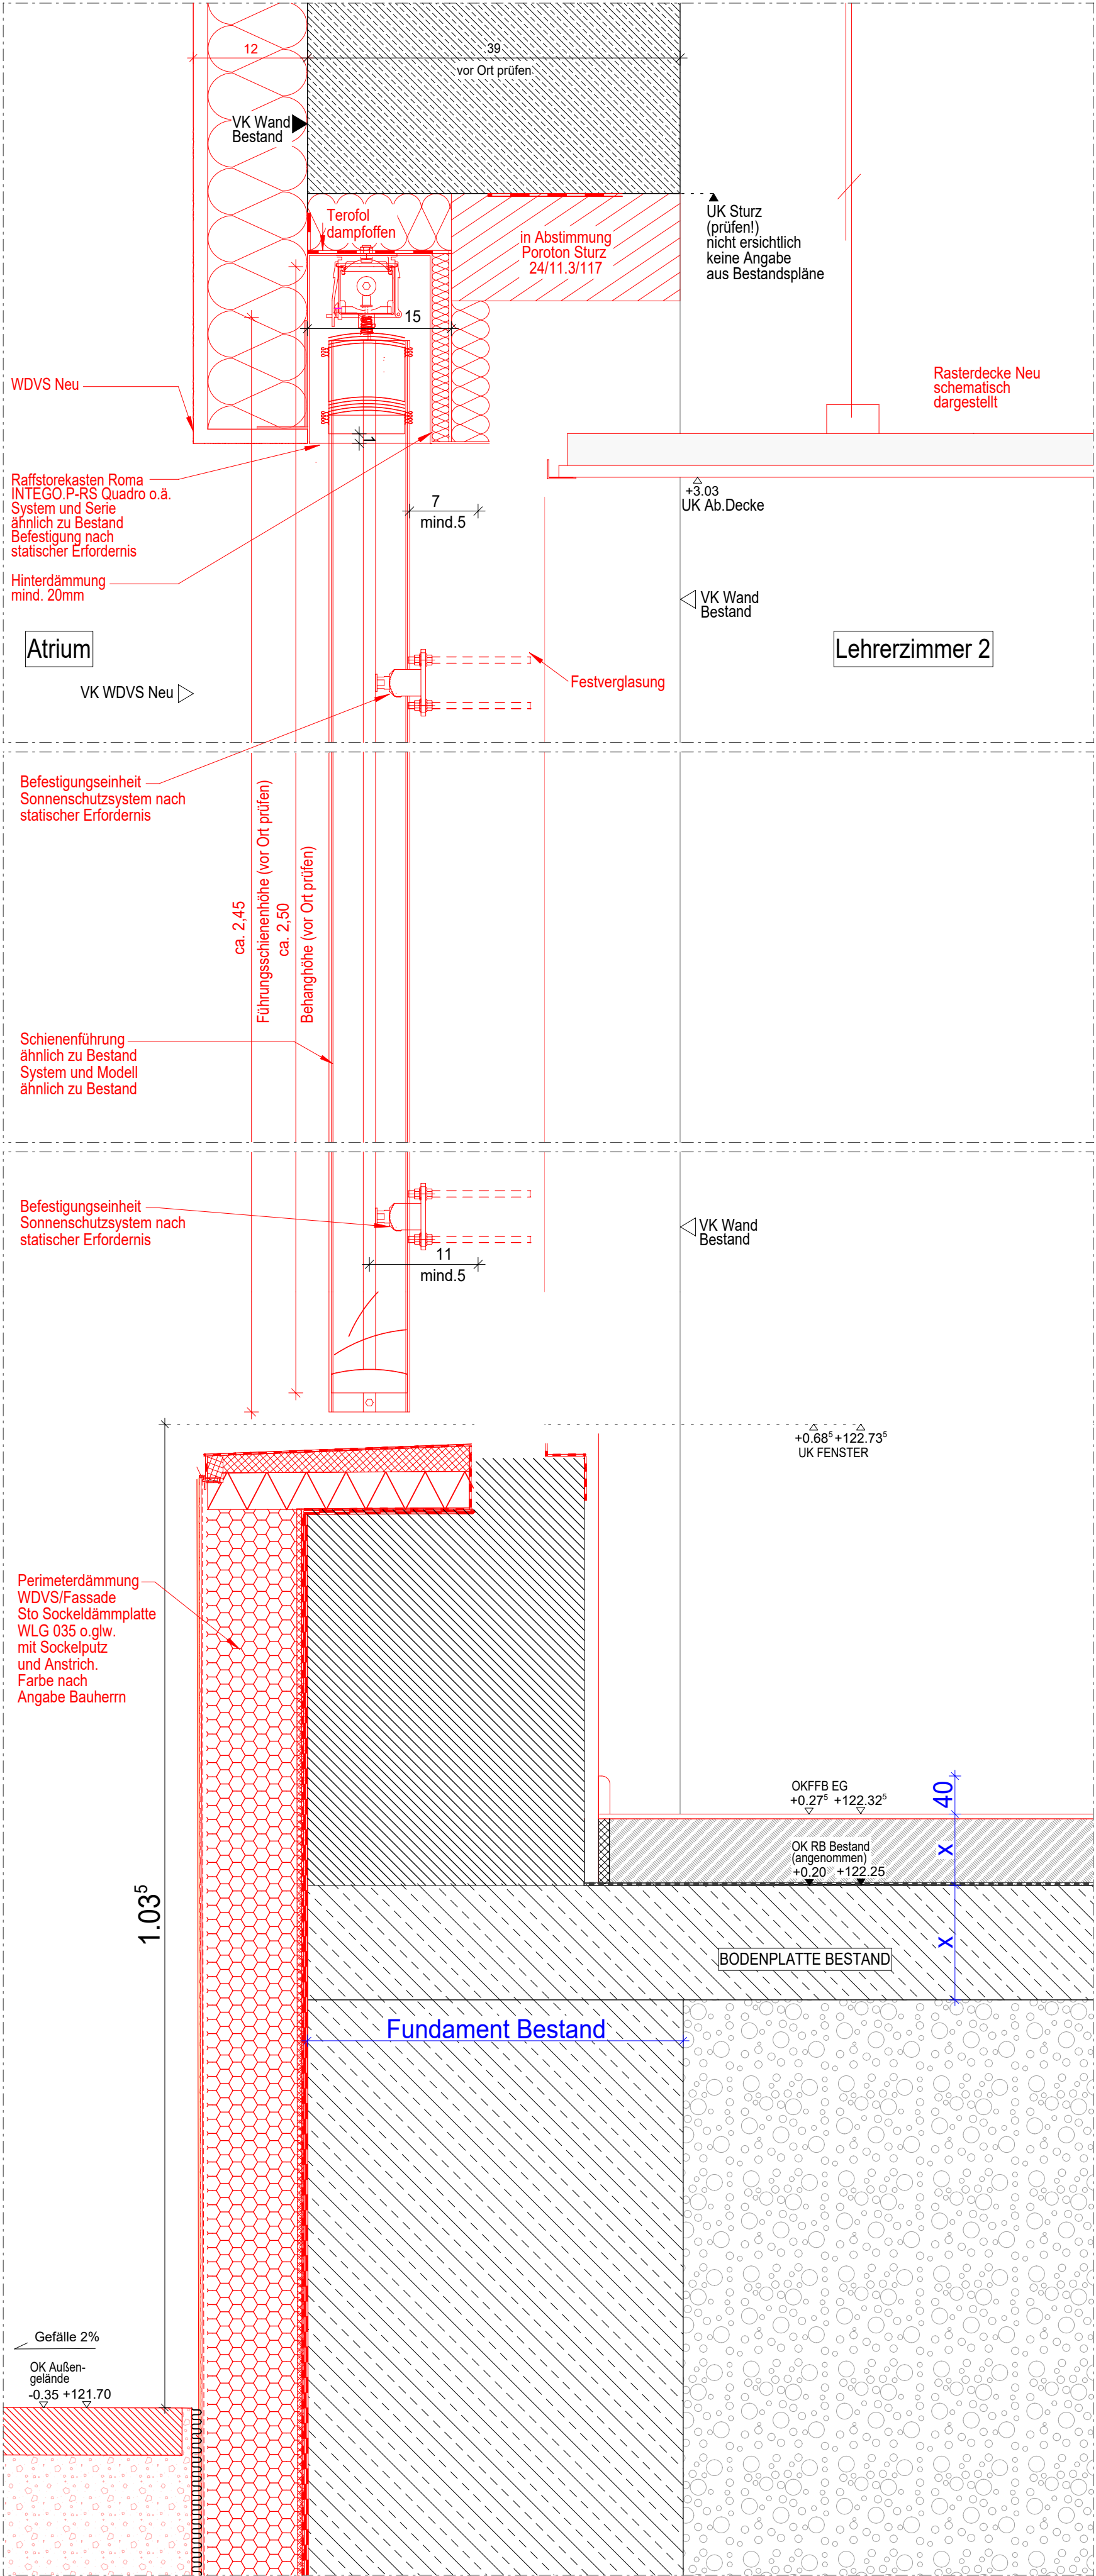 12
39
vor Ort prüfen
VK Wand
Bestand
Terofol
dampfoffen
in Abstimmung
Poroton Sturz
24/11.3/117
UK Sturz
(prüfen!)
nicht ersichtlich
keine Angabe
aus Bestandspläne
15
WDVS Neu
Rasterdecke Neu
schematisch
dargestellt
1
Raffstorekasten Roma
INTEGO.P-RS Quadro o.ä.
System und Serie
ähnlich zu Bestand
Befestigung nach
statischer Erfordernis
7
mind.5
+3.03
UK Ab.Decke
Hinterdämmung
mind. 20mm
VK Wand
Bestand
Atrium
Lehrerzimmer 2
VK WDVS Neu
Festverglasung
Befestigungseinheit
Sonnenschutzsystem nach
statischer Erfordernis
ca. 2,45
Führungsschienenhöhe (vor Ort prüfen)
ca. 2,50
Behanghöhe (vor Ort prüfen)
Schienenführung
ähnlich zu Bestand
System und Modell
ähnlich zu Bestand
Befestigungseinheit
Sonnenschutzsystem nach
statischer Erfordernis
VK Wand
Bestand
11
mind.5
+0.68⁵ +122.73⁵
UK FENSTER
Perimeterdämmung
WDVS/Fassade
Sto Sockeldämmplatte
WLG 035 o.glw.
mit Sockelputz
und Anstrich.
Farbe nach
Angabe Bauherrn
OKFFB EG
+0.27⁵ +122.32⁵
40
x
OK RB Bestand
(angenommen)
+0.20 +122.25
1.03⁵
x
BODENPLATTE BESTAND
Fundament Bestand
Gefälle 2%
OK Außen-
gelände
-0.35 +121.70